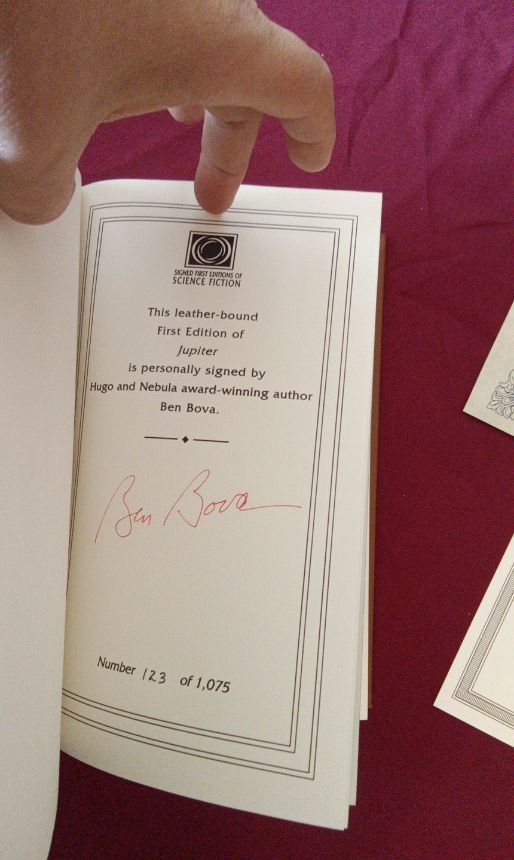 SIGNED FIRST EDITIONS OF
SCIENCE FICTION
This leather-bound
First Edition of
Jupiter
is personally signed by
Hugo and Nebula award-winning author
Ben Bova.
Ben Bova
Number 123 of 1,075